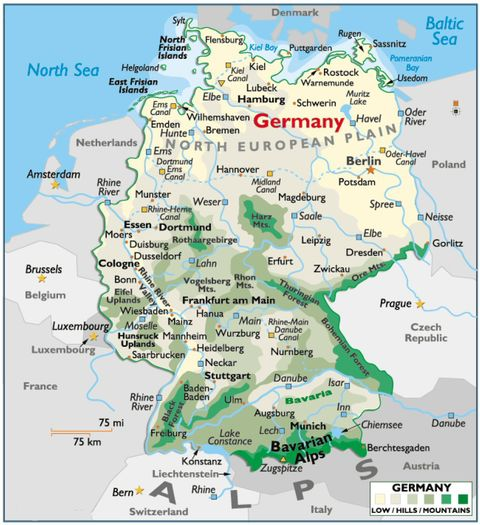 Denmark
Baltic
Sea
Sylt
North
Frisian
Islands
Flensburg
Kiel Bay
Puttgarden
Rugen
Sassnitz
Pomeranian
Bay
Helgoland
Kiel
Canal
Kiel
Rostock
Warnemunde
Usedom
North Sea
East Frisian
Islands
Lubeck
Muritz
Lake
Elbe
Hamburg
Schwerin
Ems
Canal
Wilhemshaven
Emden
Hunte
Bremen
Havel
Oder
River
Germany
NORTH EUROPEAN PLAIN
Netherlands
Ems
Dortmund
Ems
Canal
Hannover
Berlin
Oder-Havel
Canal
Poland
Amsterdam
Rhine
River
Midland
Canal
Potsdam
Munster
Weser
Magdeburg
Rhine-Herne
Canal
Spree
Neisse
Essen
Moers
Dortmund
Harz
Mts.
Saale
Elbe
Duisburg
Rothaargebirge
Leipzig
Gorlitz
Dusseldorf
Dresden
Cologne
Lahn
Erfurt
Ore Mts.
Brussels
Bonn
Rhine River
Valley
Vogelsberg
Mts.
Rhon
Mts.
Zwickau
Belgium
Eifel
Uplands
Thuringian
Forest
Frankfurt am Main
Wiesbaden
Hanua
Prague
Luxembourg
Moselle
Mainz
Main
Rhine-Main
Danube
Canal
Bohemian Forest
Czech
Republic
Hunsruck
Uplands
Mannheim
Wurzburg
Luxembourg
Saarbrucken
Heidelberg
Nurnberg
Neckar
France
Stuttgart
Danube
Isar
Rhine
River
Baden-
Baden
Bavaria
Inn
Black
Forest
Ulm
Augsburg
Danube
75 mi
75 km
Freiburg
Lake
Constance
Lech
Munich
Chiemsee
Bavarian
Alps
Berchtesgaden
Konstanz
Zugspitze
Liechtenstein
Austria
Bern
Rhine
ALPS
Switzerland
Italy
GERMANY
LOW / HILLS / MOUNTAINS